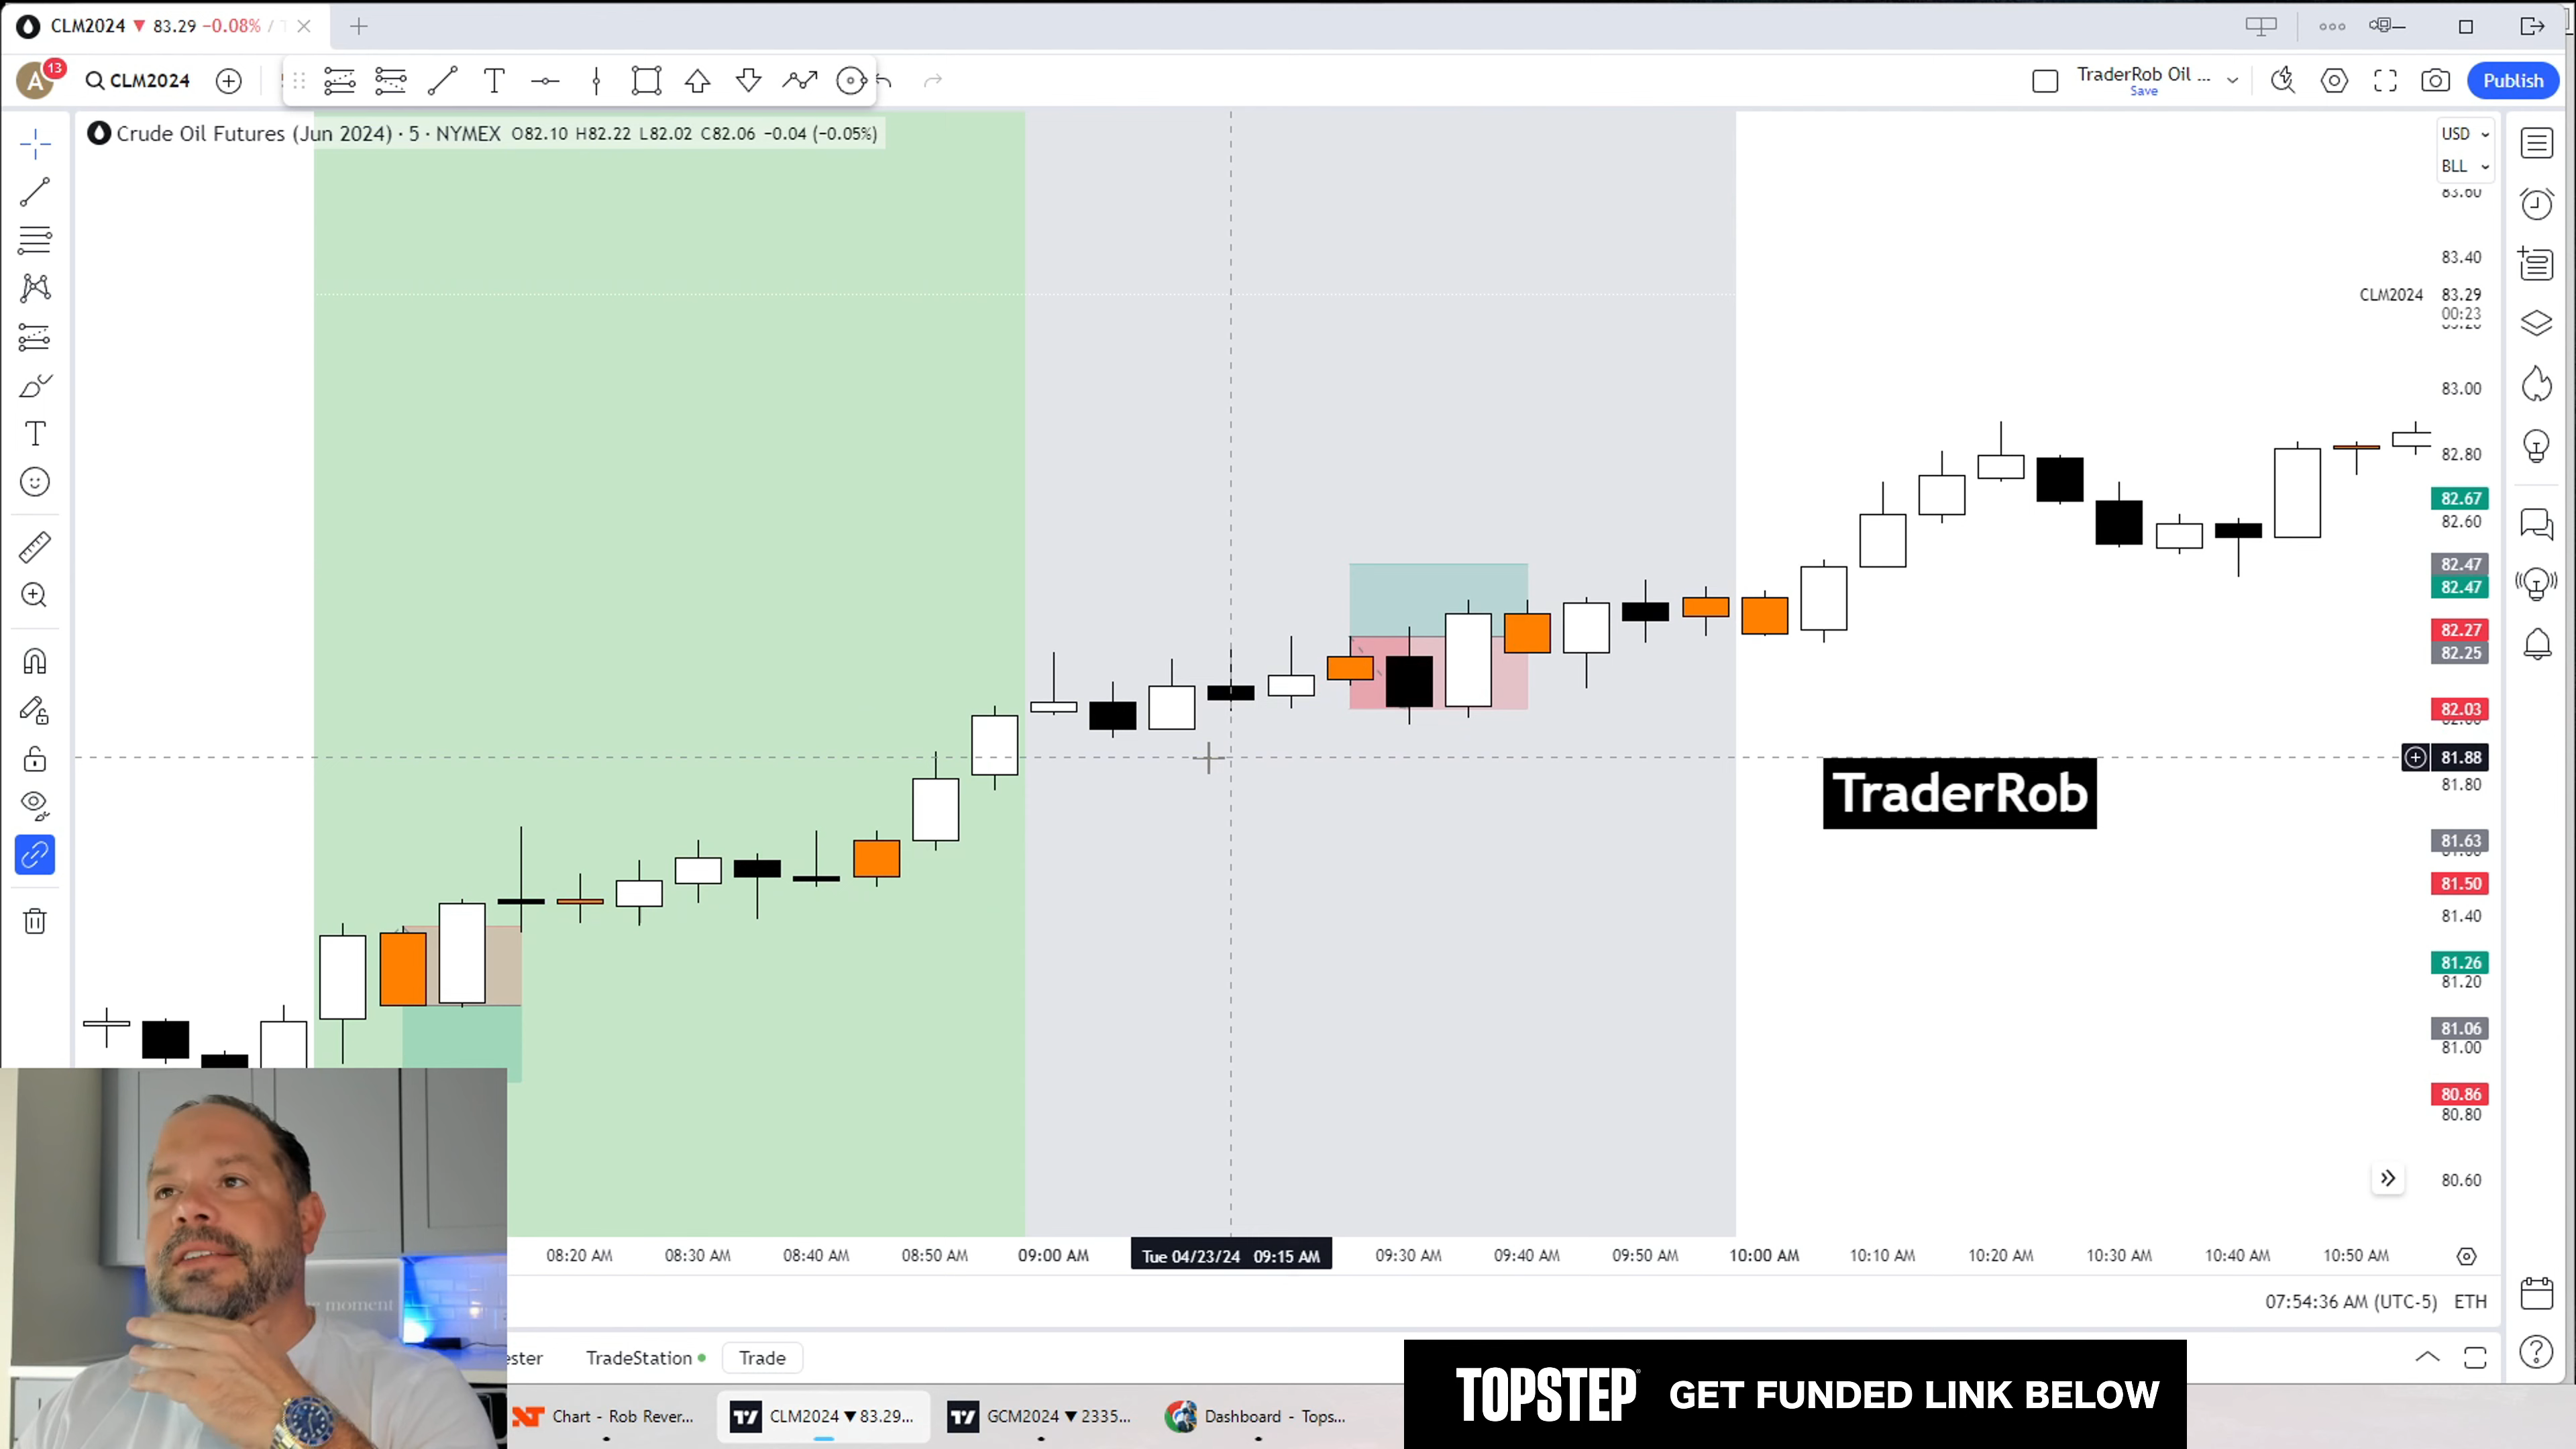 CLM2024 ▼ 83.29 −0.08% /
A 13 CLM2024
TraderRob Oil ...
Save
Publish
Crude Oil Futures (Jun 2024) · 5 · NYMEX O82.10 H82.22 L82.02 C82.06 −0.04 (−0.05%)
USD
BLL
83.60
83.40
CLM2024 83.29
00:23
83.00
82.80
82.67
82.60
82.47
82.47
82.27
82.25
82.03
81.88
81.80
TraderRob
81.63
81.50
81.40
81.26
81.20
81.06
81.00
80.86
80.80
80.60
08:20 AM 08:30 AM 08:40 AM 08:50 AM 09:00 AM Tue 04/23/24 09:15 AM 09:30 AM 09:40 AM 09:50 AM 10:00 AM 10:10 AM 10:20 AM 10:30 AM 10:40 AM 10:50 AM
moment
07:54:36 AM (UTC-5) ETH
ester TradeStation Trade
Chart - Rob Rever... CLM2024 ▼ 83.29... GCM2024 ▼ 2335... Dashboard - Tops...
TOPSTEP GET FUNDED LINK BELOW